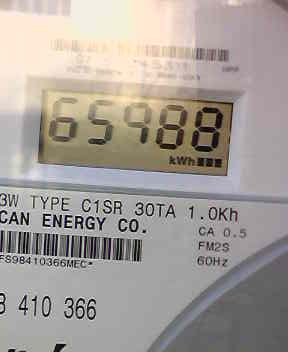 65988
kWh
3W TYPE C1SR 30TA 1.0Kh
CAN ENERGY CO.
CA 0.5
FM2S
FS98410366MEC*
60Hz
8 410 366